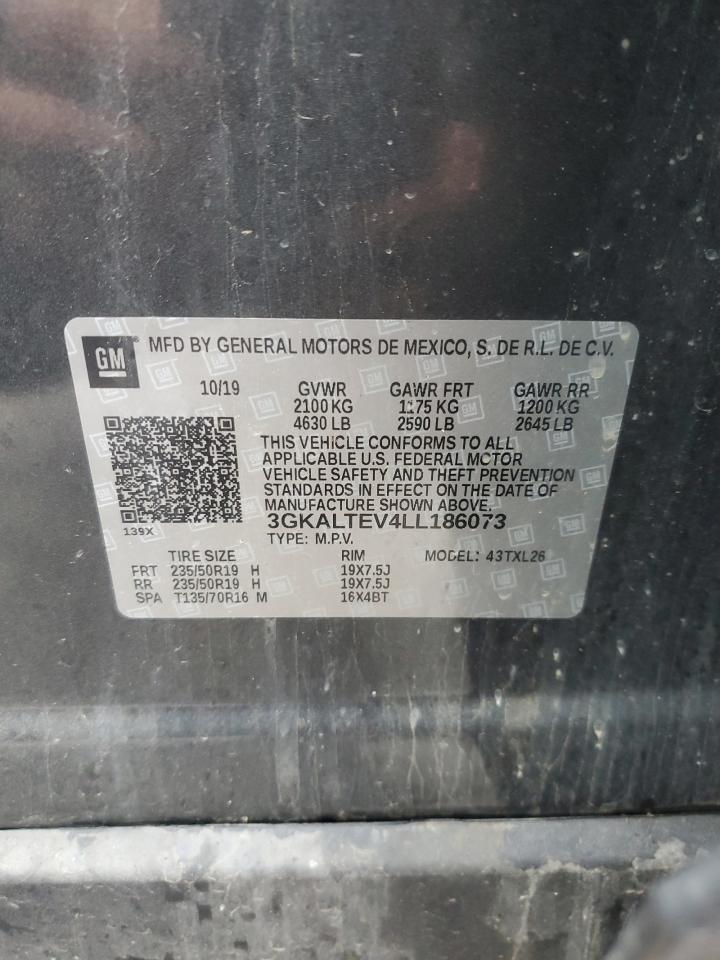 GM
MFD BY GENERAL MOTORS DE MEXICO, S. DE R.L. DE C.V.
10/19 GVWR GAWR FRT GAWR RR
2100 KG 1175 KG 1200 KG
4630 LB 2590 LB 2645 LB
THIS VEHICLE CONFORMS TO ALL
APPLICABLE U.S. FEDERAL MOTOR
VEHICLE SAFETY AND THEFT PREVENTION
STANDARDS IN EFFECT ON THE DATE OF
MANUFACTURE SHOWN ABOVE.
3GKALTEV4LL186073
139X
TYPE: M.P.V. MODEL: 43TXL26
TIRE SIZE RIM
FRT 235/50R19 H 19X7.5J
RR 235/50R19 H 19X7.5J
SPA T135/70R16 M 16X4BT